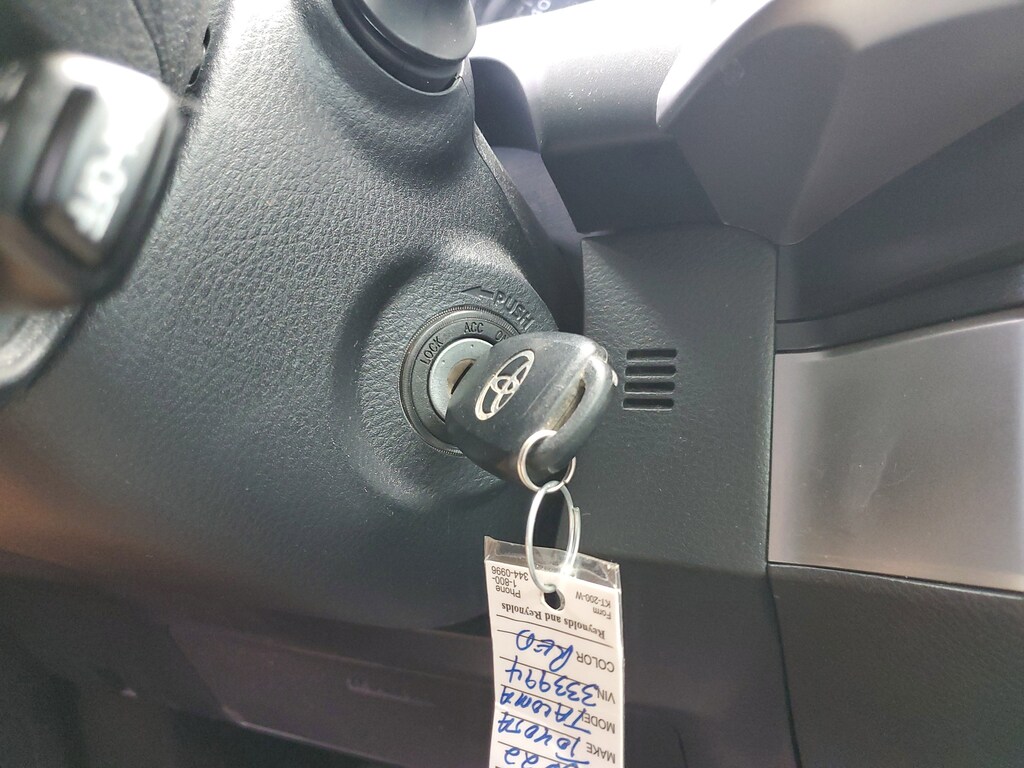 PUSH
LOCK ACC
MAKE TOYOTA
MODEL TACOMA
VIN 333994
COLOR RED
Reynolds and Reynolds
Form
KT-200-W
Phone
1-800-
344-0996